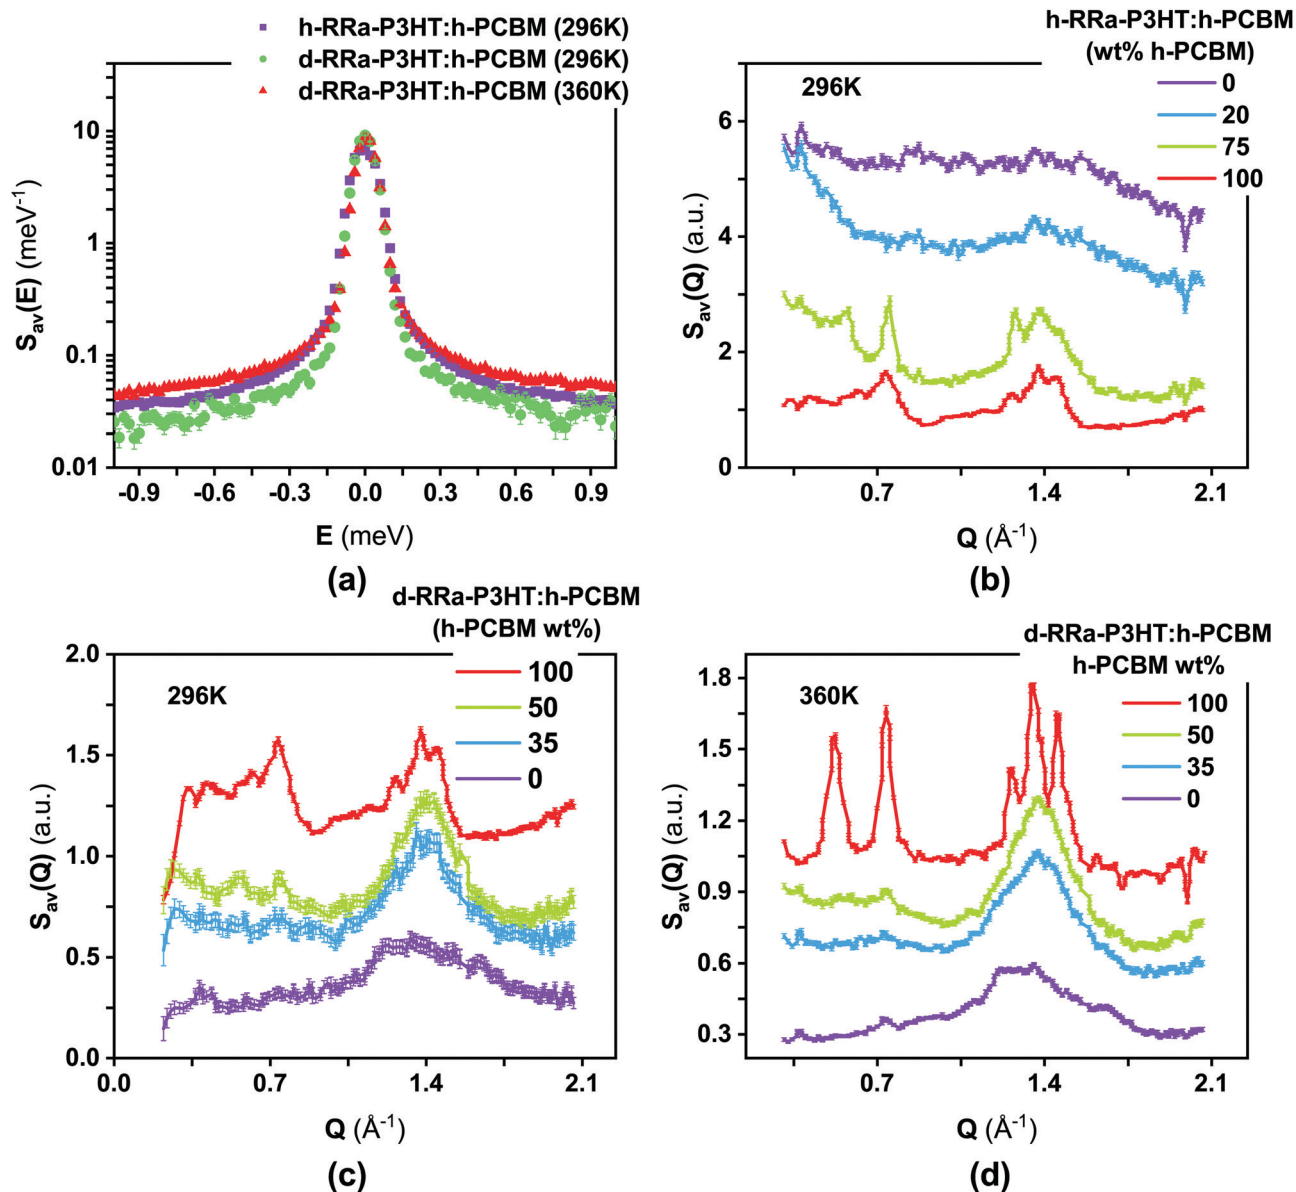 h-RRa-P3HT:h-PCBM (296K)
d-RRa-P3HT:h-PCBM (296K)
d-RRa-P3HT:h-PCBM (360K)
10
1
0.1
0.01
Sav(E) (meV-1)
-0.9 -0.6 -0.3 0.0 0.3 0.6 0.9
E (meV)
(a)
h-RRa-P3HT:h-PCBM
(wt% h-PCBM)
296K
0
20
75
100
6
4
2
0
Sav(Q) (a.u.)
0.7 1.4 2.1
Q (Å-1)
(b)
d-RRa-P3HT:h-PCBM
(h-PCBM wt%)
296K
100
50
35
0
2.0
1.5
1.0
0.5
0.0
Sav(Q) (a.u.)
0.0 0.7 1.4 2.1
Q (Å-1)
(c)
d-RRa-P3HT:h-PCBM
h-PCBM wt%
360K
100
50
35
0
1.8
1.5
1.2
0.9
0.6
0.3
Sav(Q) (a.u.)
0.7 1.4 2.1
Q (Å-1)
(d)